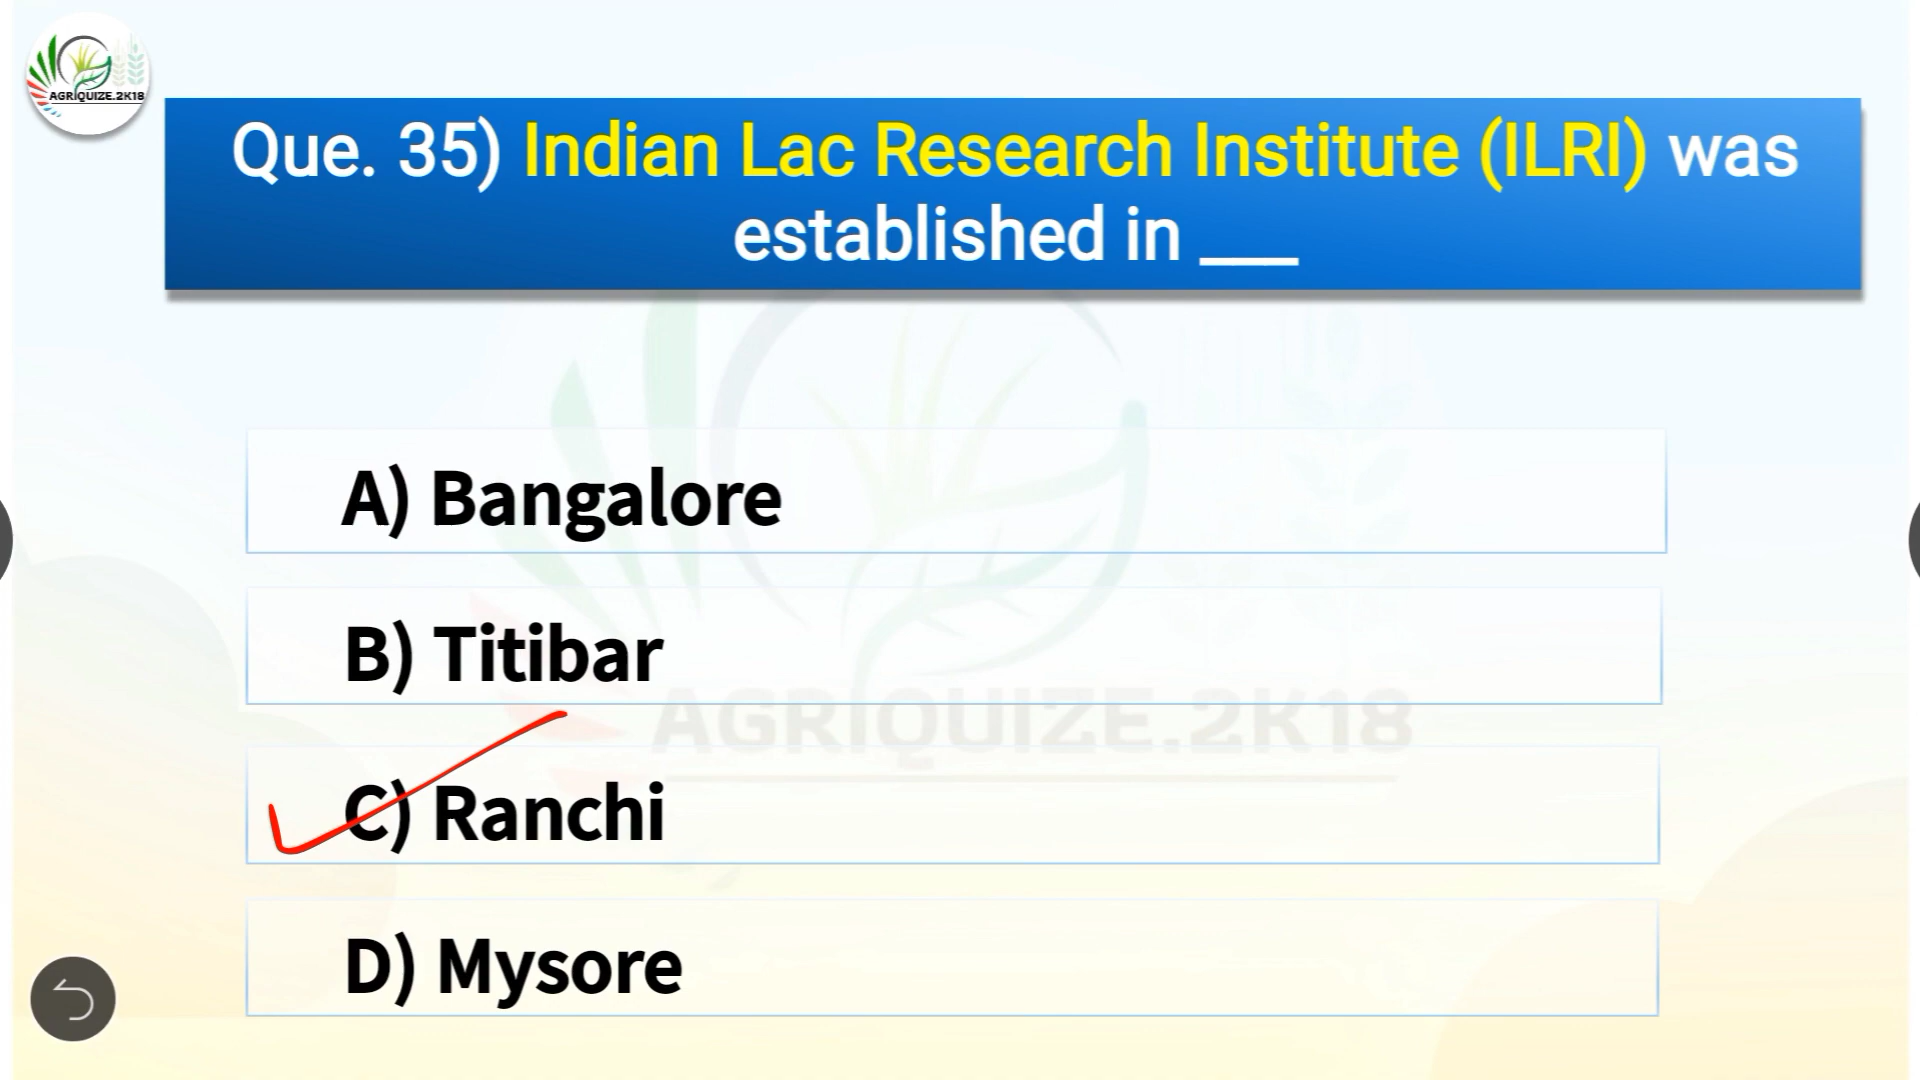 AGRIQUIZE.2K18
Que. 35) Indian Lac Research Institute (ILRI) was
established in ___
A) Bangalore
B) Titibar
AGRIQUIZE.2K18
C) Ranchi
D) Mysore